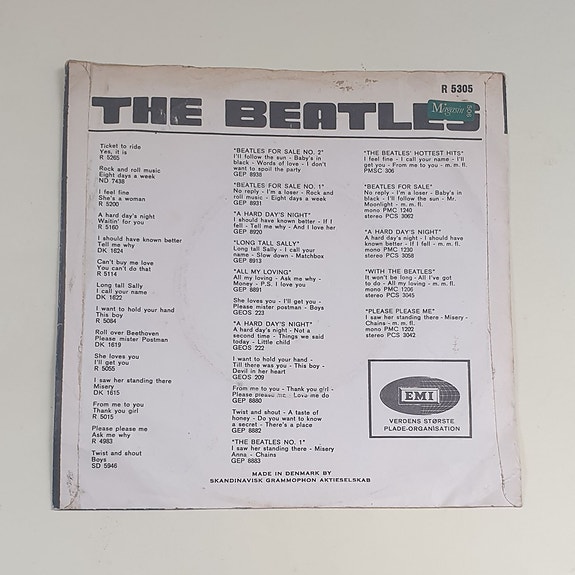 R 5305
THE BEATLES
Magasin
Ticket to ride
Yes, it is
R 5265
Rock and roll music
Eight days a week
ND 7438
I feel fine
She's a woman
R 5200
A hard day's night
Waitin' for you
R 5160
I should have known better
Tell me why
DK 1624
Can't buy me love
You can't do that
R 5114
Long tall Sally
I call your name
DK 1622
I want to hold your hand
This boy
R 5084
Roll over Beethoven
Please mister Postman
DK 1619
She loves you
I'll get you
R 5055
I saw her standing there
Misery
DK 1615
From me to you
Thank you girl
R 5015
Please please me
Ask me why
R 4983
Twist and shout
Boys
SD 5946
"BEATLES FOR SALE NO. 2"
I'll follow the sun - Baby's in
black - Words of love - I don't
want to spoil the party
GEP 8938
"BEATLES FOR SALE NO. 1"
No reply - I'm a loser - Rock and
roll music - Eight days a week
GEP 8931
"A HARD DAY'S NIGHT"
I should have known better - If I
fell - Tell me why - And I love her
GEP 8920
"LONG TALL SALLY"
Long tall Sally - I call your
name - Slow down - Matchbox
GEP 8913
"ALL MY LOVING"
All my loving - Ask me why -
Money - P.S. I love you
GEP 8891
She loves you - I'll get you -
Please mister postman - Boys
GEOS 223
"A HARD DAY'S NIGHT"
A hard day's night - Not a
second time - Things we said
today - Little child
GEOS 222
I want to hold your hand -
Till there was you - This boy -
Devil in her heart
GEOS 209
From me to you - Thank you girl -
Please please me - Love me do
GEP 8880
Twist and shout - A taste of
honey - Do you want to know
a secret - There's a place
GEP 8882
"THE BEATLES NO. 1"
I saw her standing there - Misery
Anna - Chains
GEP 8883
"THE BEATLES' HOTTEST HITS"
I feel fine - I call your name - I'll
get you - From me to you - m. m. fl.
PMSC 306
"BEATLES FOR SALE"
No reply - I'm a loser - Baby's in
black - I'll follow the sun - Mr.
Moonlight - m. m. fl.
mono PMC 1240
stereo PCS 3062
"A HARD DAY'S NIGHT"
A hard day's night - I should have
known better - If I fell - m. m. fl.
mono PMC 1230
stereo PCS 3058
"WITH THE BEATLES"
It won't be long - All I've got
to do - All my loving - m. m. fl.
mono PMC 1206
stereo PCS 3045
"PLEASE PLEASE ME"
I saw her standing there - Misery -
Chains - m. m. fl.
mono PMC 1202
stereo PCS 3042
EMI
VERDENS STØRSTE
PLADE-ORGANISATION
MADE IN DENMARK BY
SKANDINAVISK GRAMMOPHON AKTIESELSKAB